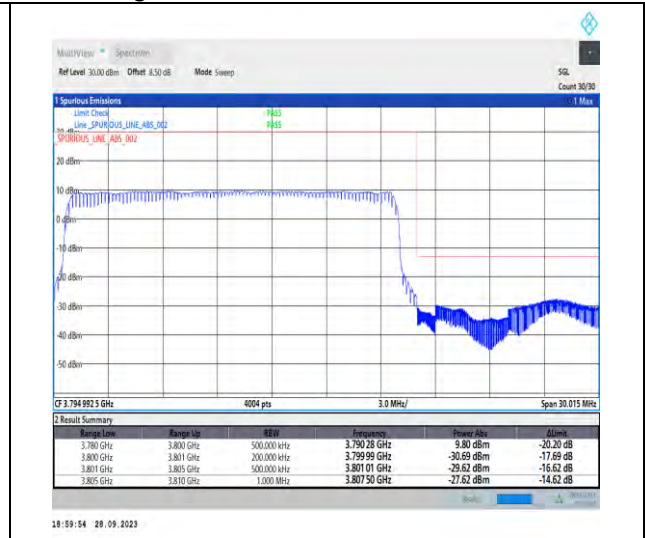 MultiView Spectrum
Ref Level 30.00 dBm Offset 8.50 dB Mode Sweep SGL
Count 30/30
1 Spurious Emissions 1 Max
Limit Check PASS
Line _SPURIOUS_LINE_ABS_002 PASS
_SPURIOUS_LINE_ABS_002
20 dBm
10 dBm
0 dBm
-10 dBm
-20 dBm
-30 dBm
-40 dBm
-50 dBm
CF 3.794 992 5 GHz 4004 pts 3.0 MHz/ Span 30.015 MHz
2 Result Summary
Range Low Range Up RBW Frequency Power Abs ΔLimit
3.780 GHz 3.800 GHz 500.000 kHz 3.790 28 GHz 9.80 dBm -20.20 dB
3.800 GHz 3.801 GHz 200.000 kHz 3.799 99 GHz -30.69 dBm -17.69 dB
3.801 GHz 3.805 GHz 500.000 kHz 3.801 01 GHz -29.62 dBm -16.62 dB
3.805 GHz 3.810 GHz 1.000 MHz 3.807 50 GHz -27.62 dBm -14.62 dB
18:59:54 28.09.2023